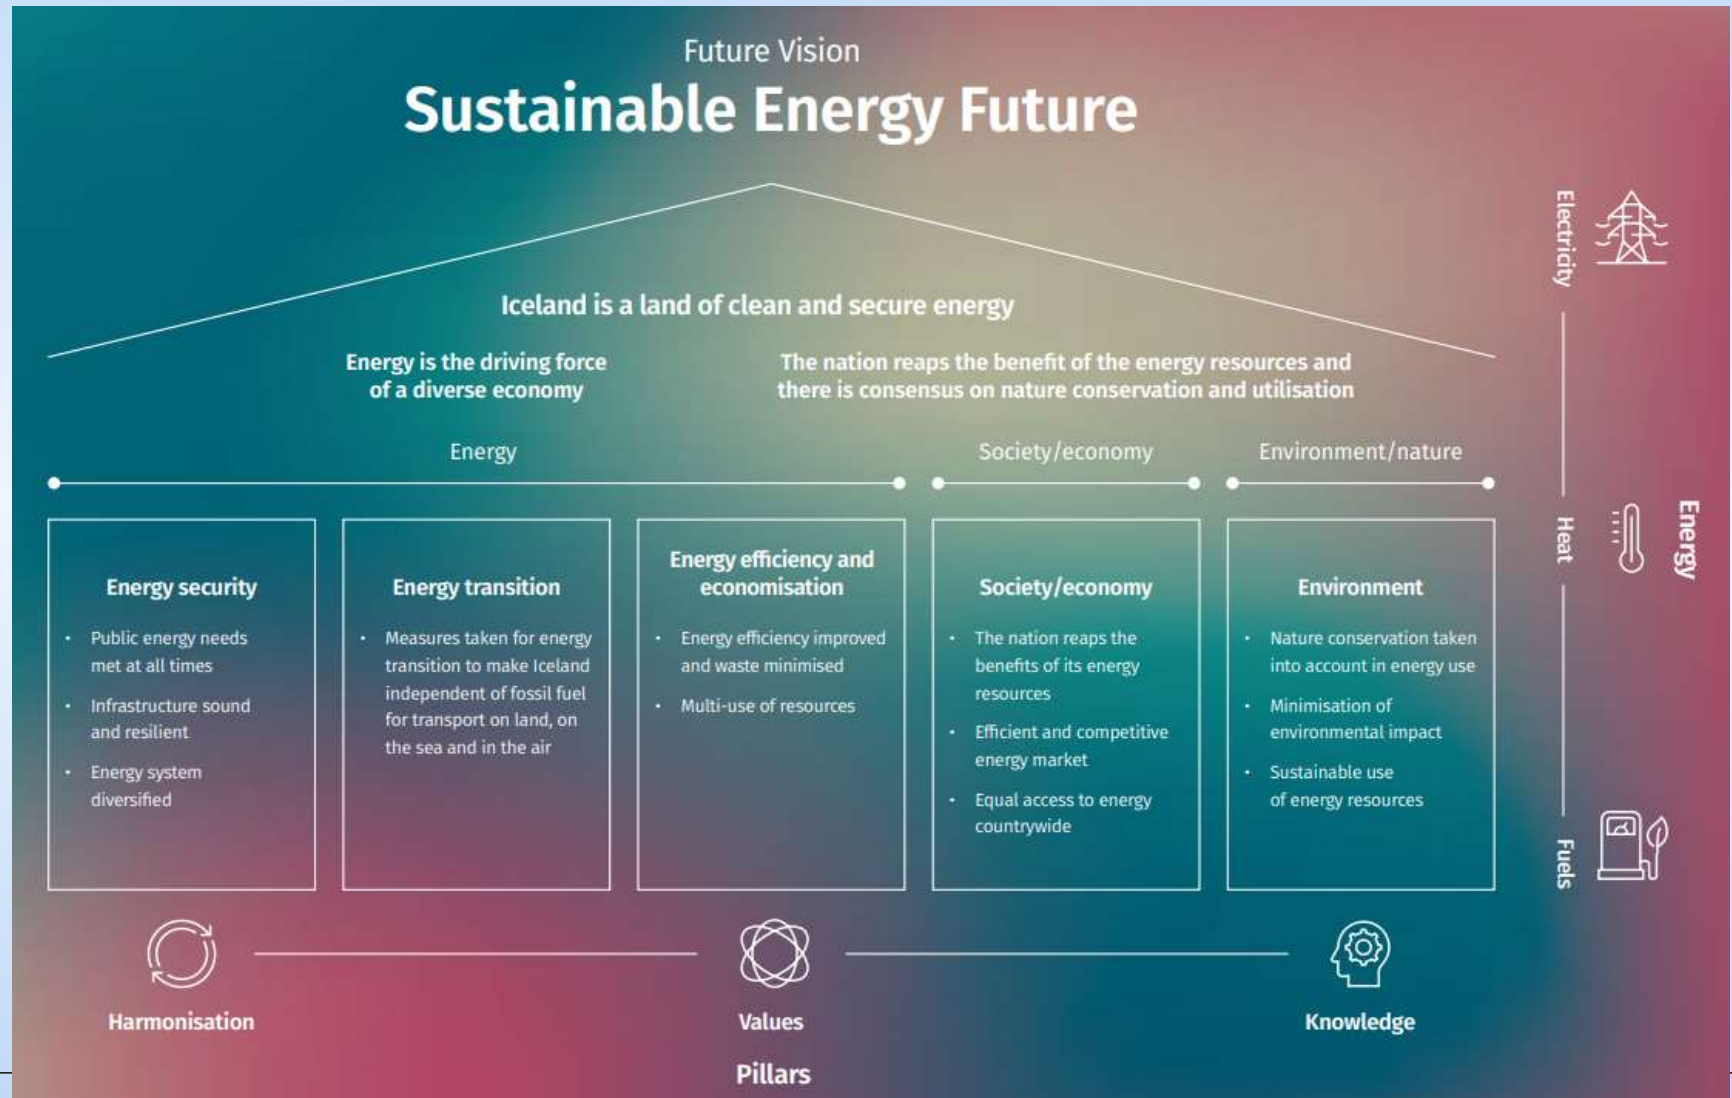 Future Vision
Sustainable Energy Future
Iceland is a land of clean and secure energy
Energy is the driving force
of a diverse economy
The nation reaps the benefit of the energy resources and
there is consensus on nature conservation and utilisation
Energy
Society/economy
Environment/nature
Energy security
• Public energy needs
met at all times
• Infrastructure sound
and resilient
• Energy system
diversified
Energy transition
• Measures taken for energy
transition to make Iceland
independent of fossil fuel
for transport on land, on
the sea and in the air
Energy efficiency and
economisation
• Energy efficiency improved
and waste minimised
• Multi-use of resources
Society/economy
• The nation reaps the
benefits of its energy
resources
• Efficient and competitive
energy market
• Equal access to energy
countrywide
Environment
• Nature conservation taken
into account in energy use
• Minimisation of
environmental impact
• Sustainable use
of energy resources
Electricity
Heat
Fuels
Energy
Harmonisation
Values
Knowledge
Pillars